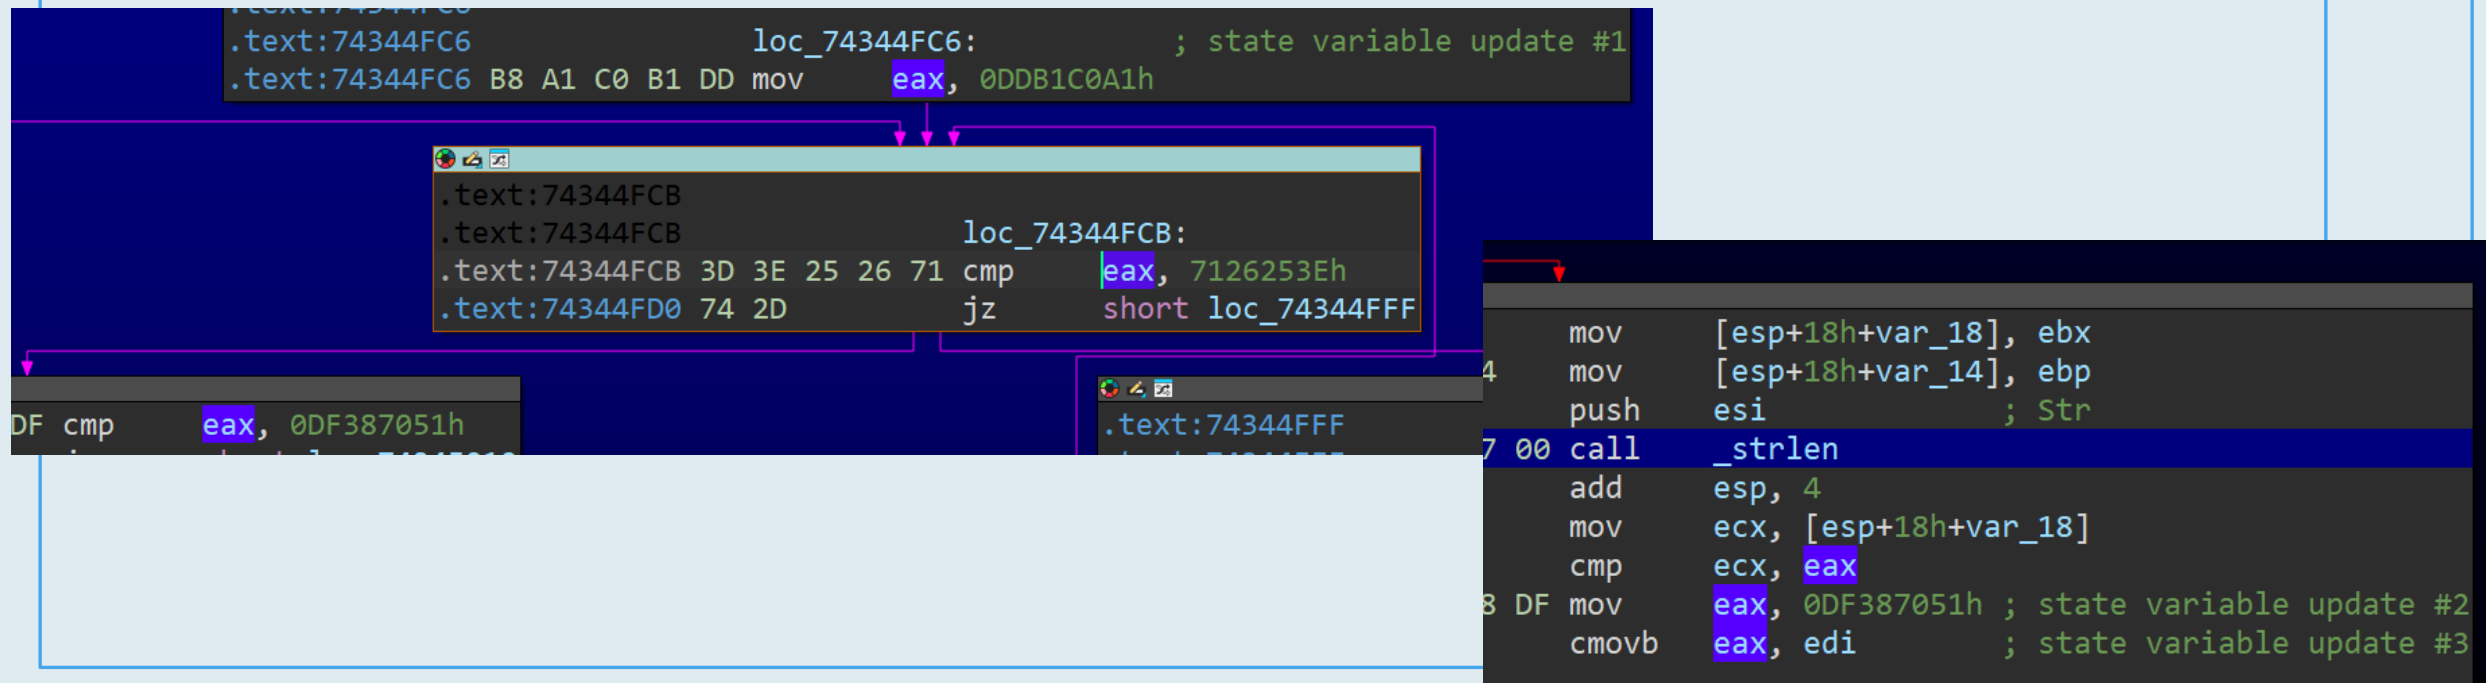 .text:74344FC6 loc_74344FC6: ; state variable update #1
.text:74344FC6 B8 A1 C0 B1 DD mov eax, 0DDB1C0A1h
.text:74344FCB
.text:74344FCB loc_74344FCB:
.text:74344FCB 3D 3E 25 26 71 cmp eax, 7126253Eh
.text:74344FD0 74 2D jz short loc_74344FFF
DF cmp eax, 0DF387051h
.text:74344FFF
mov [esp+18h+var_18], ebx
4 mov [esp+18h+var_14], ebp
push esi ; Str
7 00 call _strlen
add esp, 4
mov ecx, [esp+18h+var_18]
cmp ecx, eax
8 DF mov eax, 0DF387051h ; state variable update #2
cmovb eax, edi ; state variable update #3